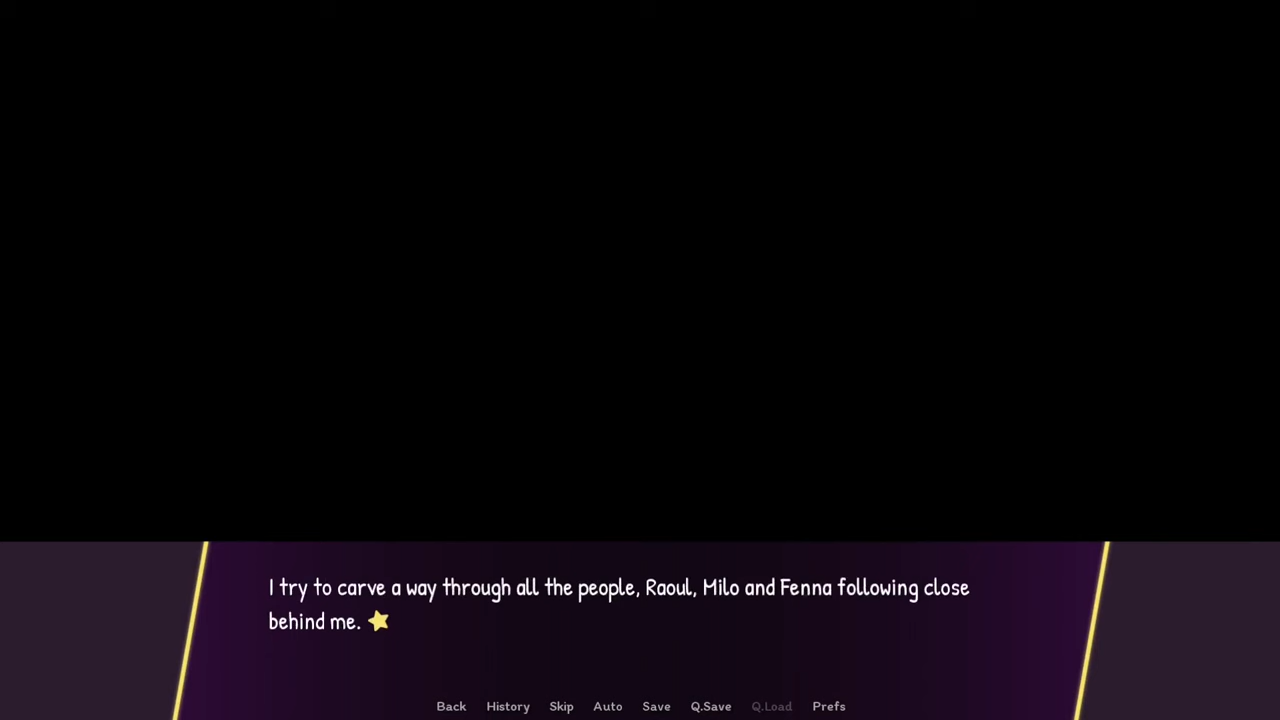 I try to carve a way through all the people, Raoul, Milo and Fenna following close
behind me.
Back History Skip Auto Save Q.Save Q.Load Prefs